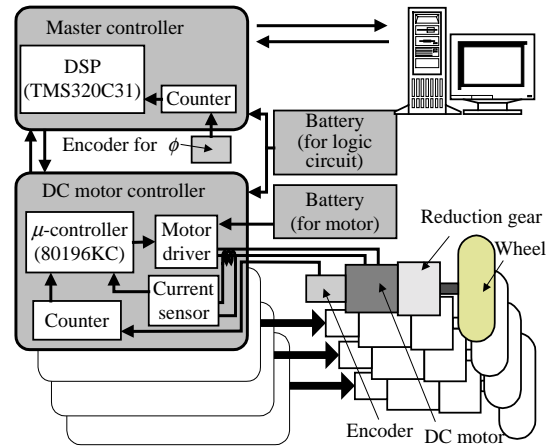 Master controller
DSP
(TMS320C31)
Counter
Encoder for ϕ
Battery
(for logic
circuit)
DC motor controller
Battery
(for motor)
μ-controller
(80196KC)
Motor
driver
Current
sensor
Counter
Reduction gear
Wheel
Encoder
DC motor